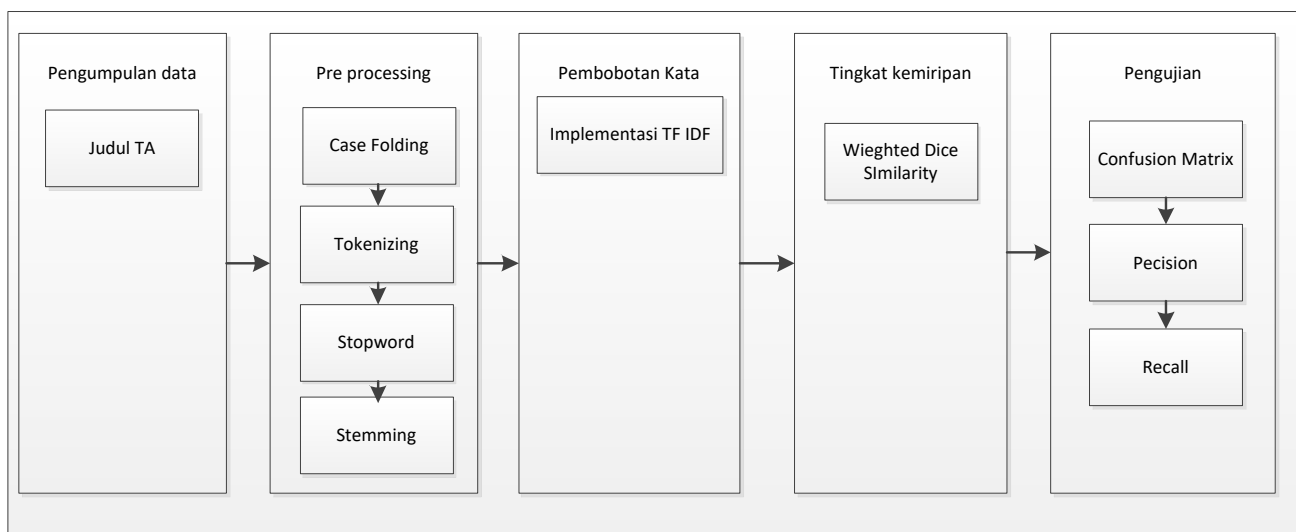 Pengumpulan data
Judul TA
Pre processing
Case Folding
Tokenizing
Stopword
Stemming
Pembobotan Kata
Implementasi TF IDF
Tingkat kemiripan
Wieghted Dice
SImilarity
Pengujian
Confusion Matrix
Pecision
Recall